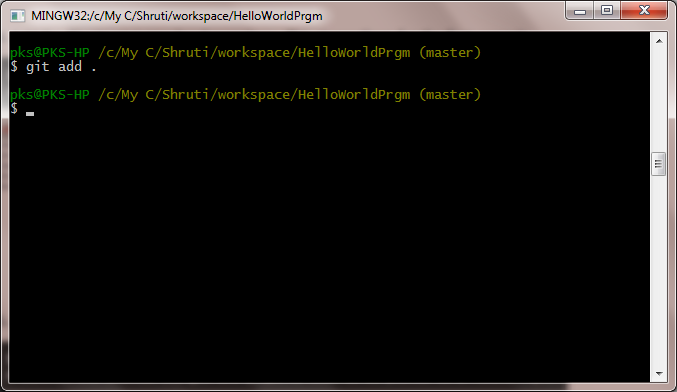 MINGW32:/c/My C/Shruti/workspace/HelloWorldPrgm
pks@PKS-HP /c/My C/Shruti/workspace/HelloWorldPrgm (master)
$ git add .
pks@PKS-HP /c/My C/Shruti/workspace/HelloWorldPrgm (master)
$